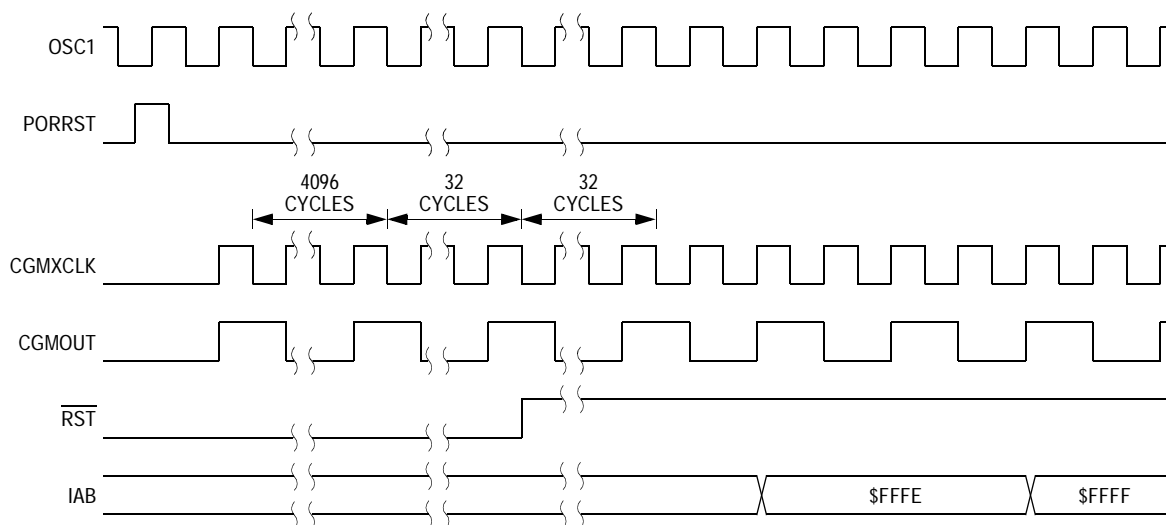 OSC1
PORRST
4096
CYCLES
32
CYCLES
32
CYCLES
CGMXCLK
CGMOUT
RST
IAB
$FFFE
$FFFF